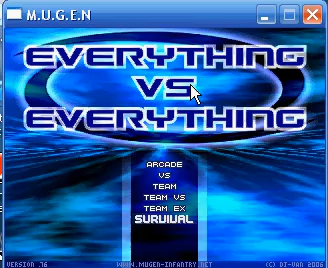 M.U.G.E.N
EVERYTHING
VS
EVERYTHING
ARCADE
VS
TEAM
TEAM VS
TEAM EX
SURVIVAL
VERSION .76
WWW.MUGEN-INFANTRY.NET
(C) DJ-VAN 2006